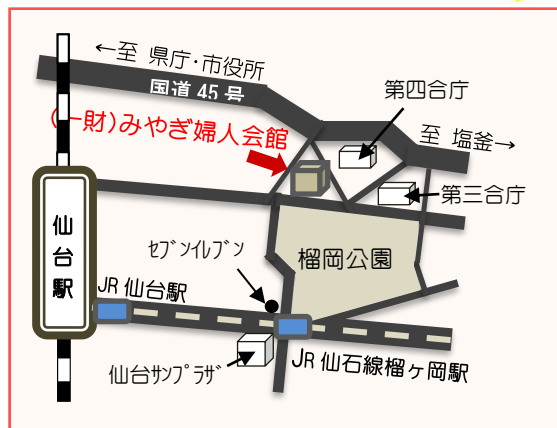 ←至 県庁・市役所
国道45号
第四合庁
(一財)みやぎ婦人会館
至 塩釜→
第三合庁
仙台駅
ｾﾌﾞﾝｲﾚﾌﾞﾝ
榴岡公園
JR 仙台駅
仙台ｻﾝﾌﾟﾗｻﾞ
JR 仙石線榴ヶ岡駅